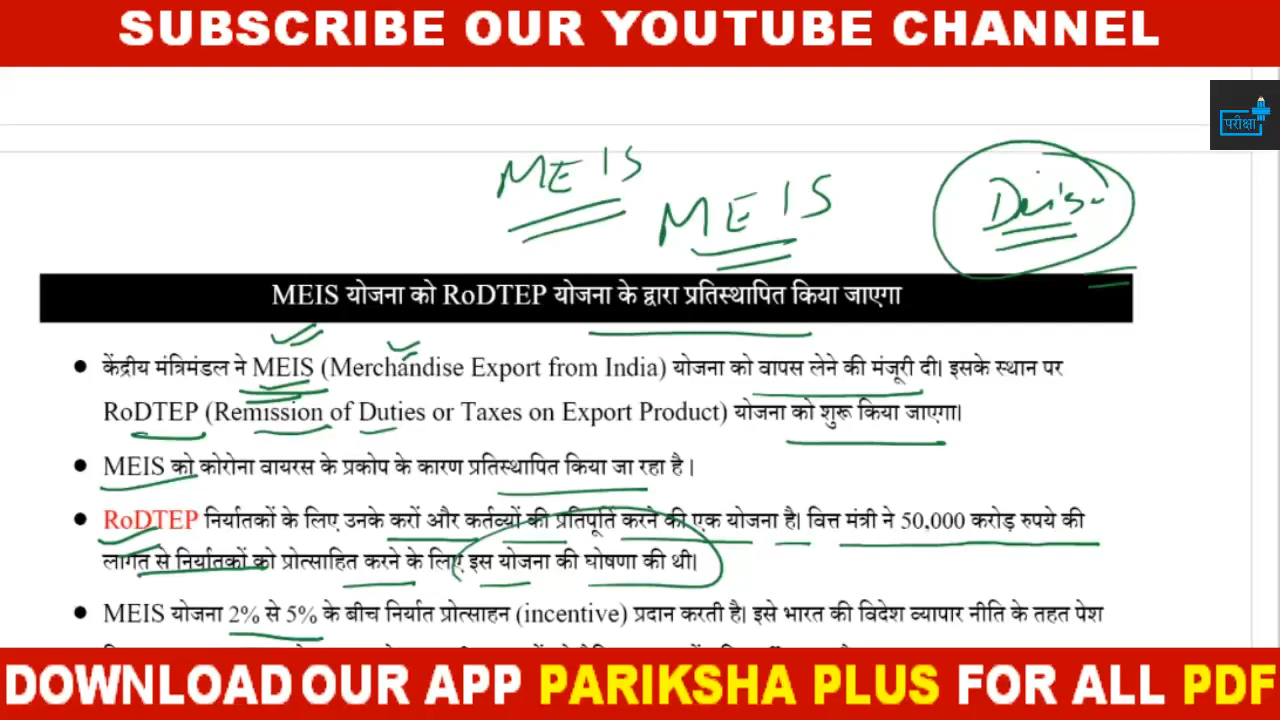 SUBSCRIBE OUR YOUTUBE CHANNEL
परीक्षा
MEIS
MEIS
MEIS योजना को RoDTEP योजना के द्वारा प्रतिस्थापित किया जाएगा
● केंद्रीय मंत्रिमंडल ने MEIS (Merchandise Export from India) योजना को वापस लेने की मंजूरी दी। इसके स्थान पर
RoDTEP (Remission of Duties or Taxes on Export Product) योजना को शुरू किया जाएगा।
● MEIS को कोरोना वायरस के प्रकोप के कारण प्रतिस्थापित किया जा रहा है ।
● RoDTEP निर्यातकों के लिए उनके करों और कर्तव्यों की प्रतिपूर्ति करने की एक योजना है। वित्त मंत्री ने 50,000 करोड़ रुपये की
लागत से निर्यातकों को प्रोत्साहित करने के लिए इस योजना की घोषणा की थी।
● MEIS योजना 2% से 5% के बीच निर्यात प्रोत्साहन (incentive) प्रदान करती है। इसे भारत की विदेश व्यापार नीति के तहत पेश
DOWNLOAD OUR APP PARIKSHA PLUS FOR ALL PDF